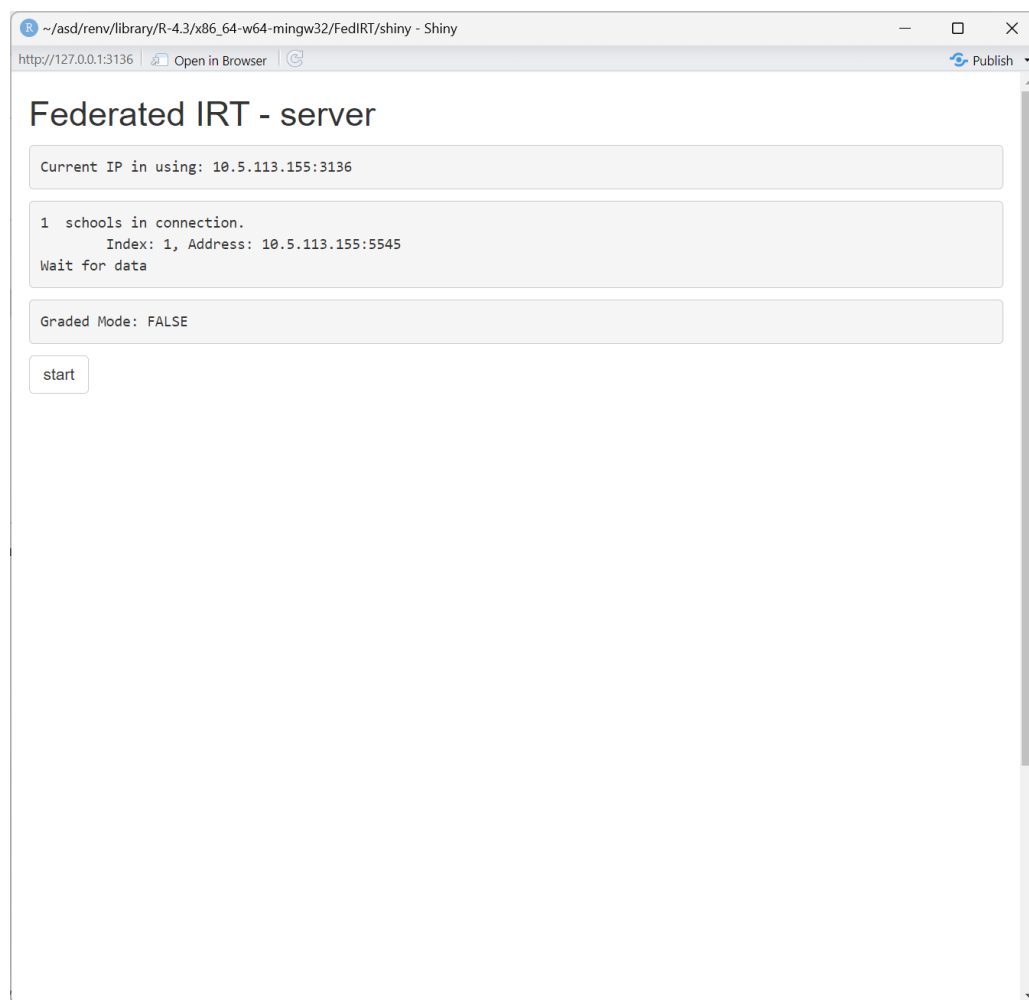 R ~/asd/renv/library/R-4.3/x86_64-w64-mingw32/FedIRT/shiny - Shiny
http://127.0.0.1:3136 Open in Browser Publish
Federated IRT - server
Current IP in using: 10.5.113.155:3136
1  schools in connection.
Index: 1, Address: 10.5.113.155:5545
Wait for data
Graded Mode: FALSE
start